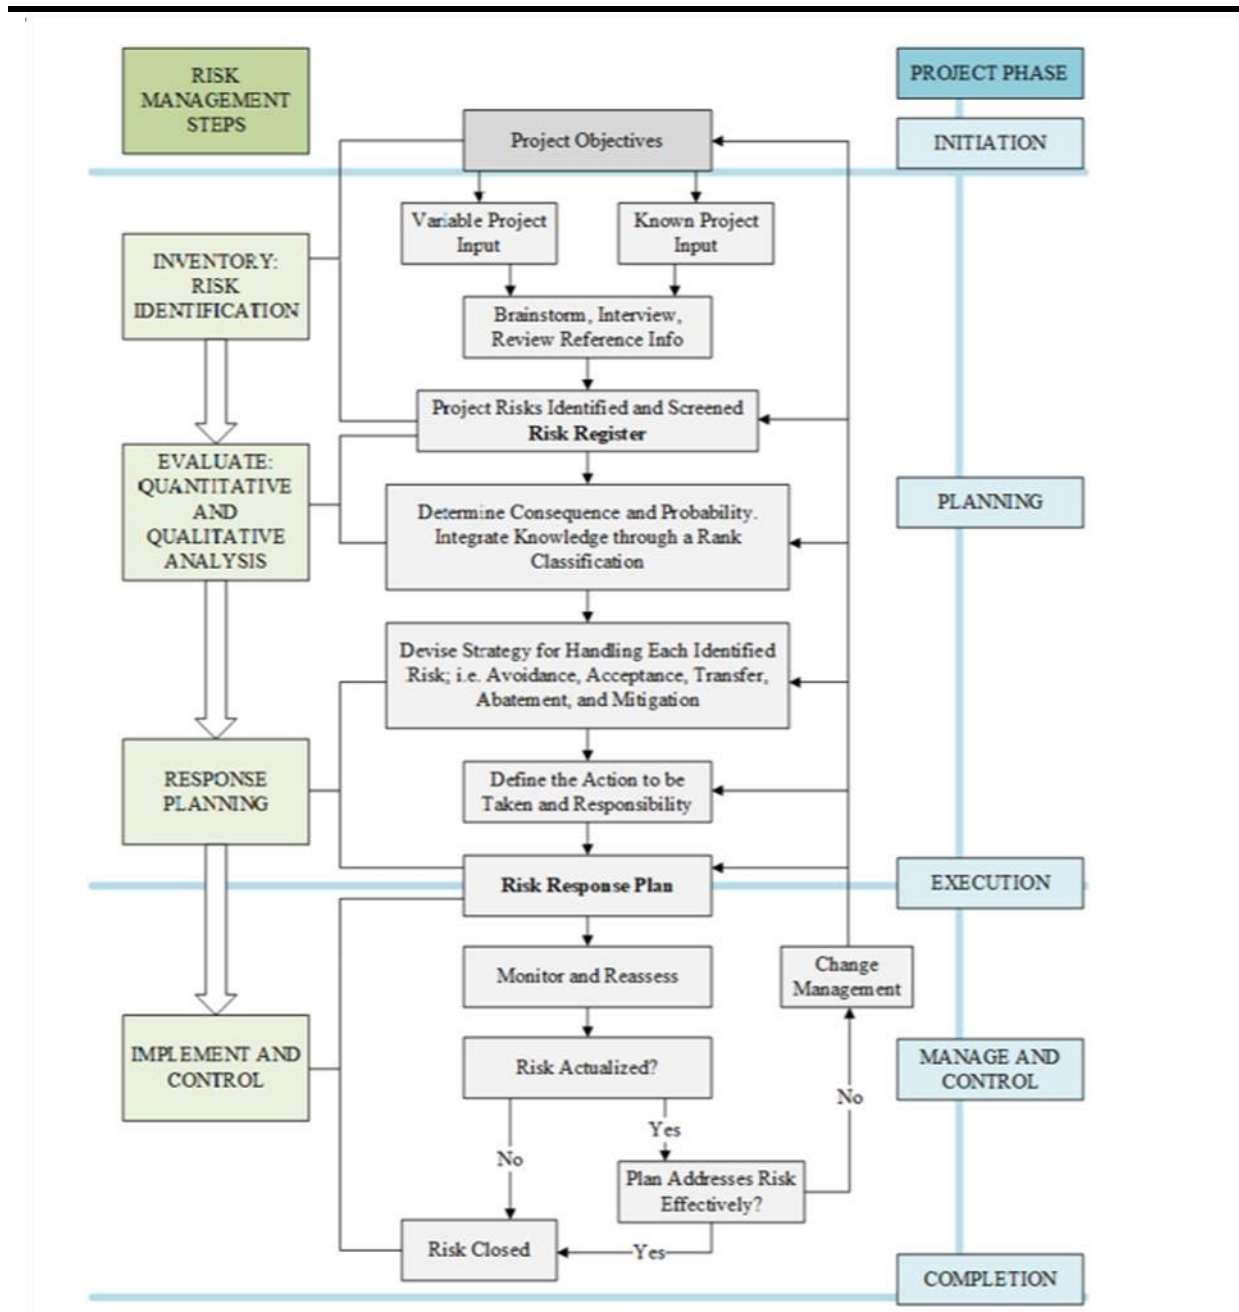 RISK
MANAGEMENT
STEPS
PROJECT PHASE
INITIATION
Project Objectives
Variable Project
Input
Known Project
Input
INVENTORY:
RISK
IDENTIFICATION
Brainstorm, Interview,
Review Reference Info
Project Risks Identified and Screened
Risk Register
EVALUATE:
QUANTITATIVE
AND
QUALITATIVE
ANALYSIS
Determine Consequence and Probability.
Integrate Knowledge through a Rank
Classification
PLANNING
Devise Strategy for Handling Each Identified
Risk; i.e. Avoidance, Acceptance, Transfer,
Abatement, and Mitigation
RESPONSE
PLANNING
Define the Action to be
Taken and Responsibility
Risk Response Plan
EXECUTION
Monitor and Reassess
Change
Management
IMPLEMENT AND
CONTROL
Risk Actualized?
MANAGE AND
CONTROL
No
Yes
No
Plan Addresses Risk
Effectively?
Risk Closed
Yes
COMPLETION